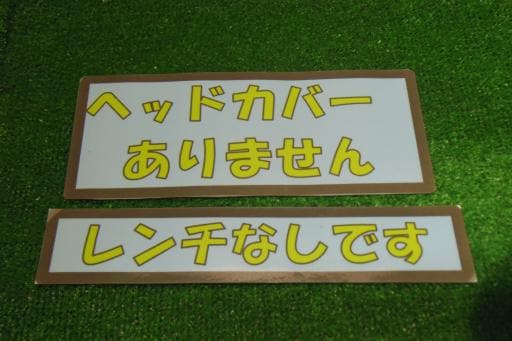 ヘッドカバー
ありません
レンチなしです